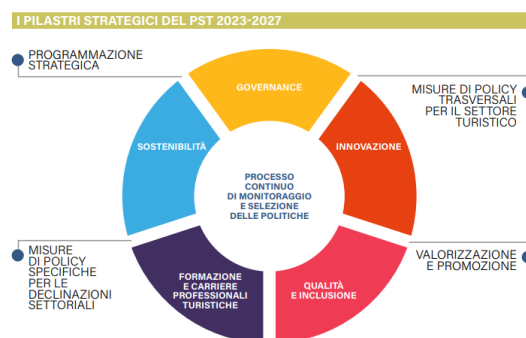 I PILASTRI STRATEGICI DEL PST 2023-2027
PROGRAMMAZIONE
STRATEGICA
GOVERNANCE
MISURE DI POLICY
TRASVERSALI
PER IL SETTORE
TURISTICO
SOSTENIBILITÀ
INNOVAZIONE
PROCESSO
CONTINUO
DI MONITORAGGIO
E SELEZIONE
DELLE POLITICHE
MISURE
DI POLICY
SPECIFICHE
PER LE
DECLINAZIONI
SETTORIALI
VALORIZZAZIONE
E PROMOZIONE
FORMAZIONE
E CARRIERE
PROFESSIONALI
TURISTICHE
QUALITÀ
E INCLUSIONE